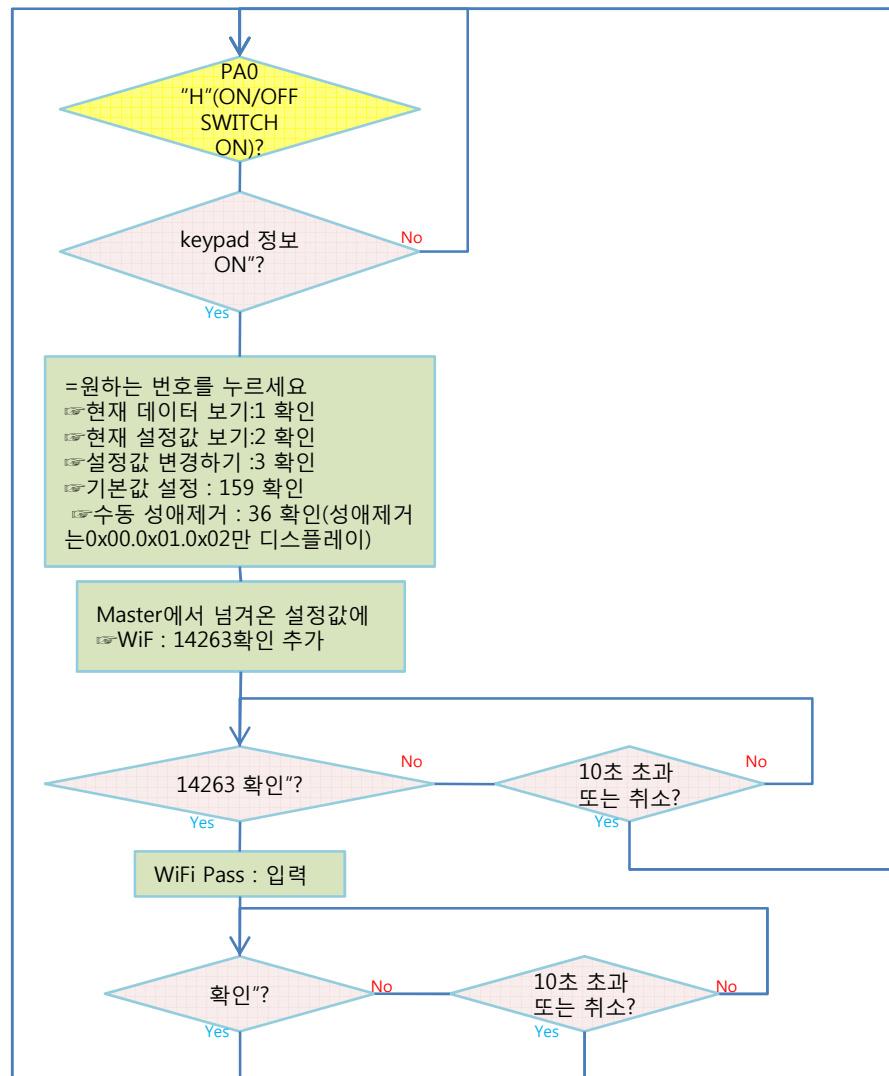 PA0
"H"(ON/OFF
SWITCH
ON)?
keypad 정보
ON"?
No
Yes
=원하는 번호를 누르세요
☞현재 데이터 보기:1 확인
☞현재 설정값 보기:2 확인
☞설정값 변경하기 :3 확인
☞기본값 설정 : 159 확인
☞수동 성애제거 : 36 확인(성애제거
는0x00.0x01.0x02만 디스플레이)
Master에서 넘겨온 설정값에
☞WiF : 14263확인 추가
14263 확인"?
No
Yes
10초 초과
또는 취소?
No
Yes
WiFi Pass : 입력
확인"?
No
Yes
10초 초과
또는 취소?
No
Yes